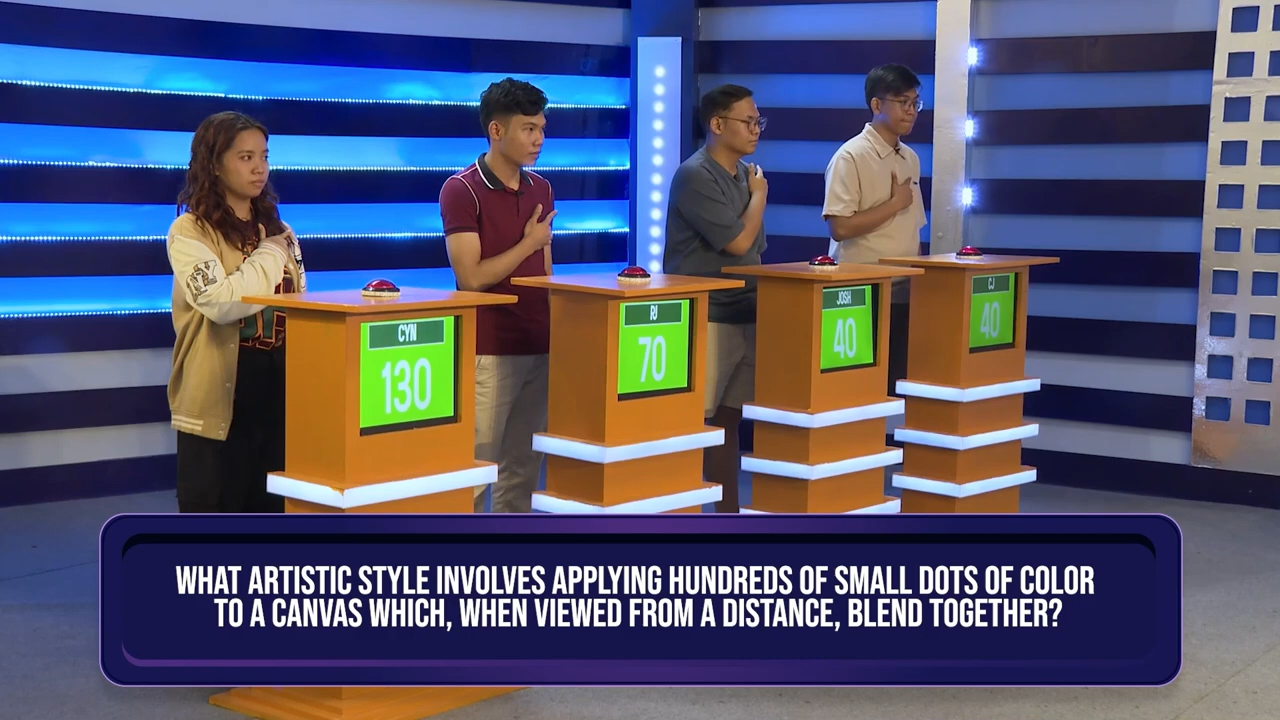 CYN
130
RJ
70
JOSH
40
CJ
40
WHAT ARTISTIC STYLE INVOLVES APPLYING HUNDREDS OF SMALL DOTS OF COLOR
TO A CANVAS WHICH, WHEN VIEWED FROM A DISTANCE, BLEND TOGETHER?